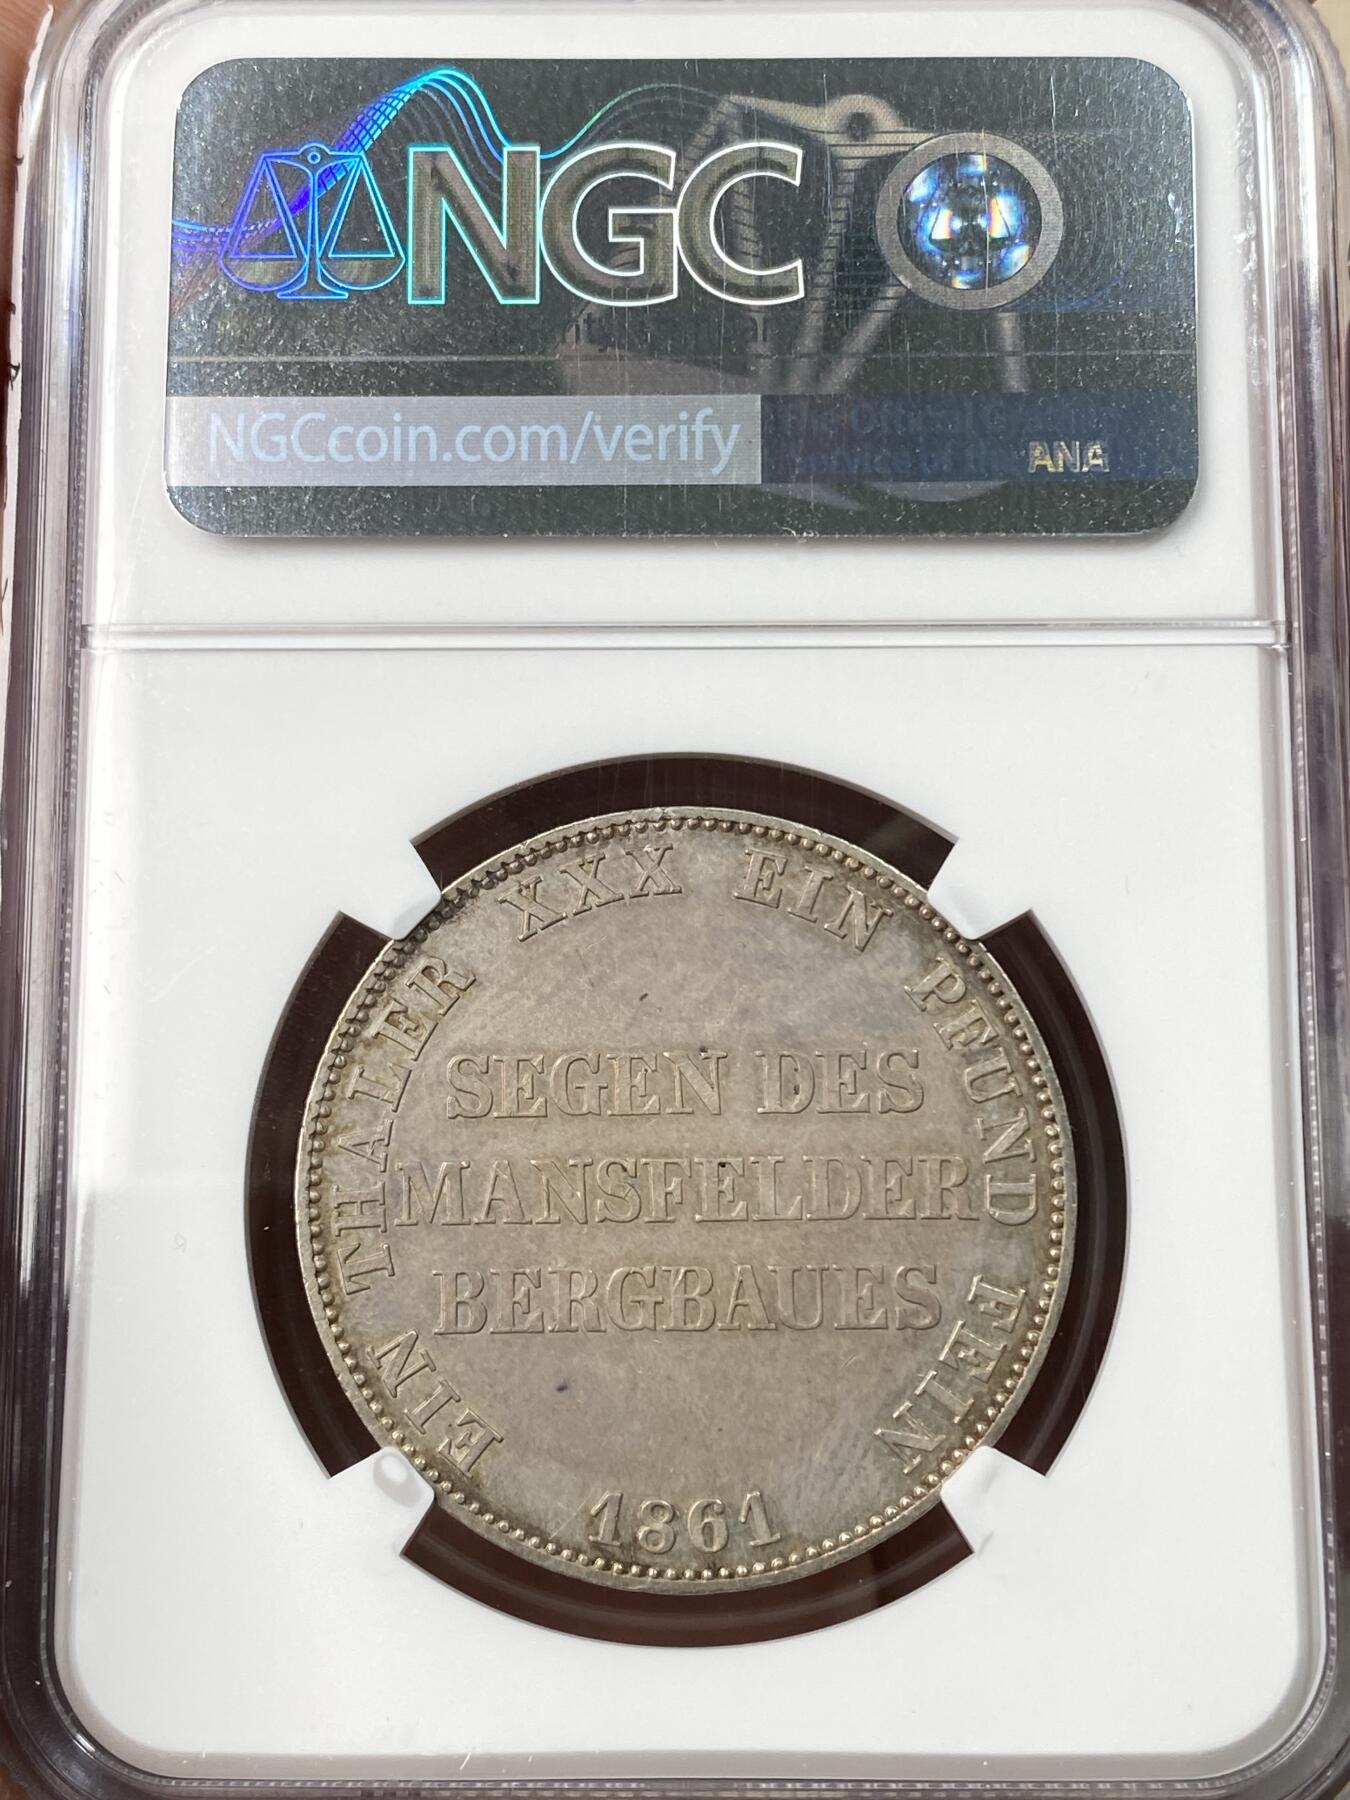 NGC
NGCcoin.com/verify
ANA
EIN THALER XXX EIN PFUND FEIN
SEGEN DES
MANSFELDER
BERGBAUES
1861